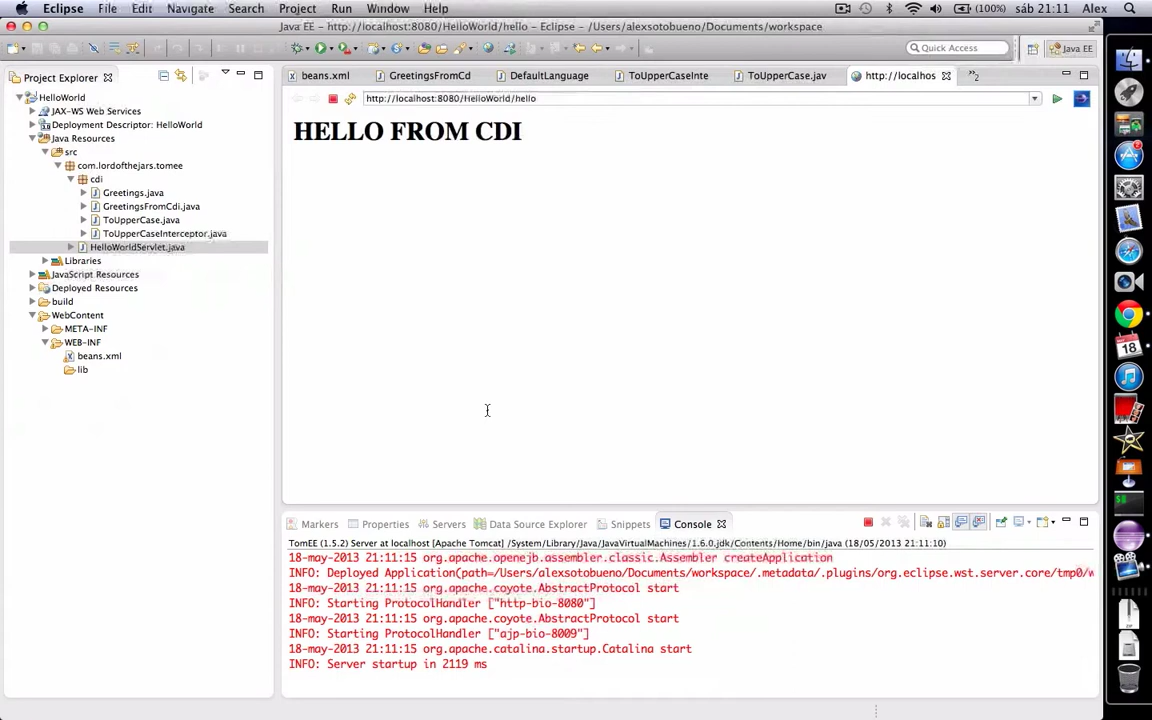 Eclipse File Edit Navigate Search Project Run Window Help (100%) sáb 21:11 Alex
Java EE - http://localhost:8080/HelloWorld/hello - Eclipse - /Users/alexsotobueno/Documents/workspace
Quick Access Java EE
Project Explorer
beans.xml GreetingsFromCd DefaultLanguage ToUpperCaseInte ToUpperCase.jav http://localhos »2
http://localhost:8080/HelloWorld/hello
HELLO FROM CDI
HelloWorld
JAX-WS Web Services
Deployment Descriptor: HelloWorld
Java Resources
src
com.lordofthejars.tomee
cdi
Greetings.java
GreetingsFromCdi.java
ToUpperCase.java
ToUpperCaseInterceptor.java
HelloWorldServlet.java
Libraries
JavaScript Resources
Deployed Resources
build
WebContent
META-INF
WEB-INF
beans.xml
lib
Markers Properties Servers Data Source Explorer Snippets Console
TomEE (1.5.2) Server at localhost [Apache Tomcat] /System/Library/Java/JavaVirtualMachines/1.6.0.jdk/Contents/Home/bin/java (18/05/2013 21:11:10)
18-may-2013 21:11:15 org.apache.openejb.assembler.classic.Assembler createApplication
INFO: Deployed Application(path=/Users/alexsotobueno/Documents/workspace/.metadata/.plugins/org.eclipse.wst.server.core/tmp0/w
18-may-2013 21:11:15 org.apache.coyote.AbstractProtocol start
INFO: Starting ProtocolHandler ["http-bio-8080"]
18-may-2013 21:11:15 org.apache.coyote.AbstractProtocol start
INFO: Starting ProtocolHandler ["ajp-bio-8009"]
18-may-2013 21:11:15 org.apache.catalina.startup.Catalina start
INFO: Server startup in 2119 ms